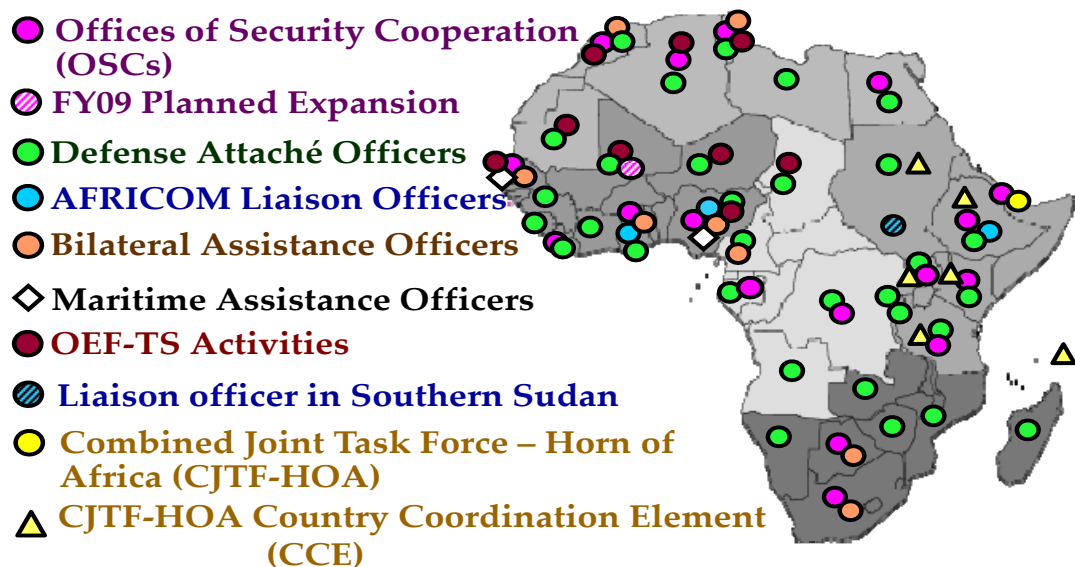 Offices of Security Cooperation
(OSCs)
FY09 Planned Expansion
Defense Attaché Officers
AFRICOM Liaison Officers
Bilateral Assistance Officers
Maritime Assistance Officers
OEF-TS Activities
Liaison officer in Southern Sudan
Combined Joint Task Force – Horn of
Africa (CJTF-HOA)
CJTF-HOA Country Coordination Element
(CCE)